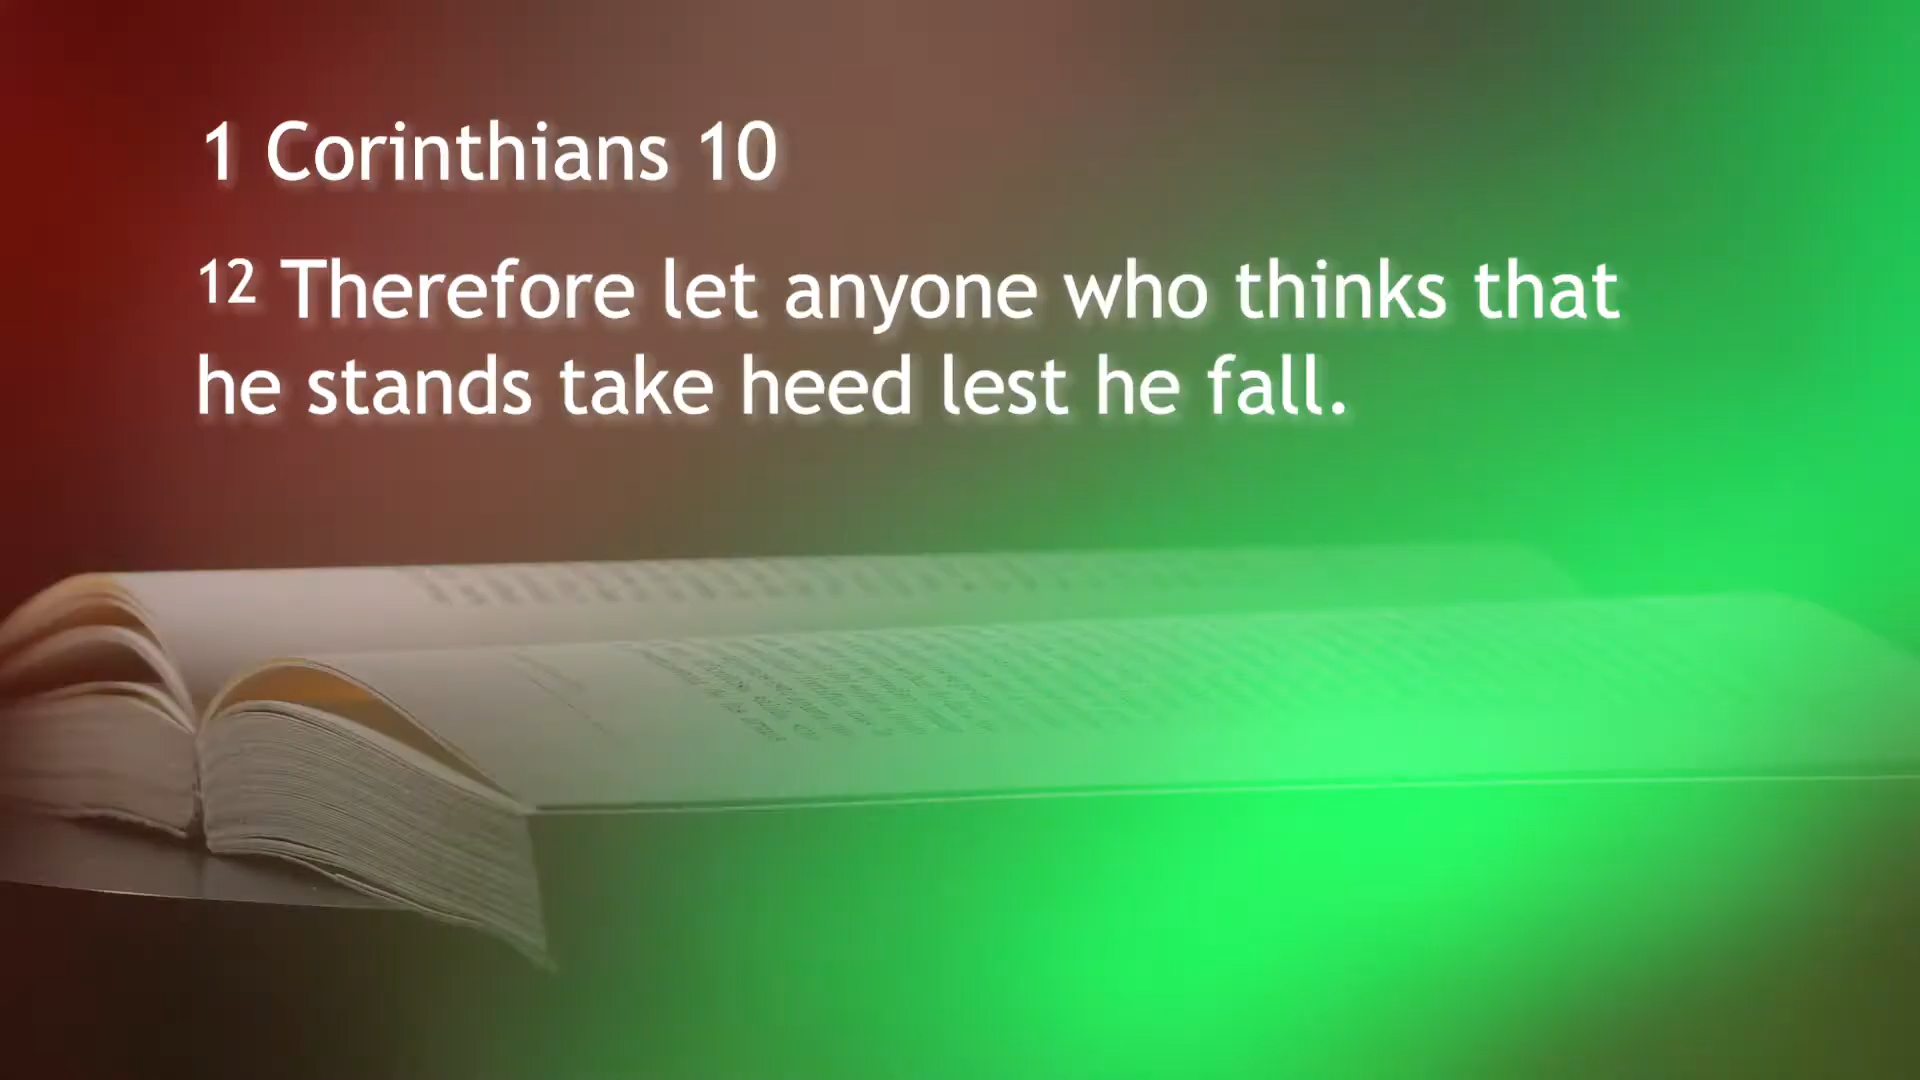 1 Corinthians 10
12 Therefore let anyone who thinks that
he stands take heed lest he fall.